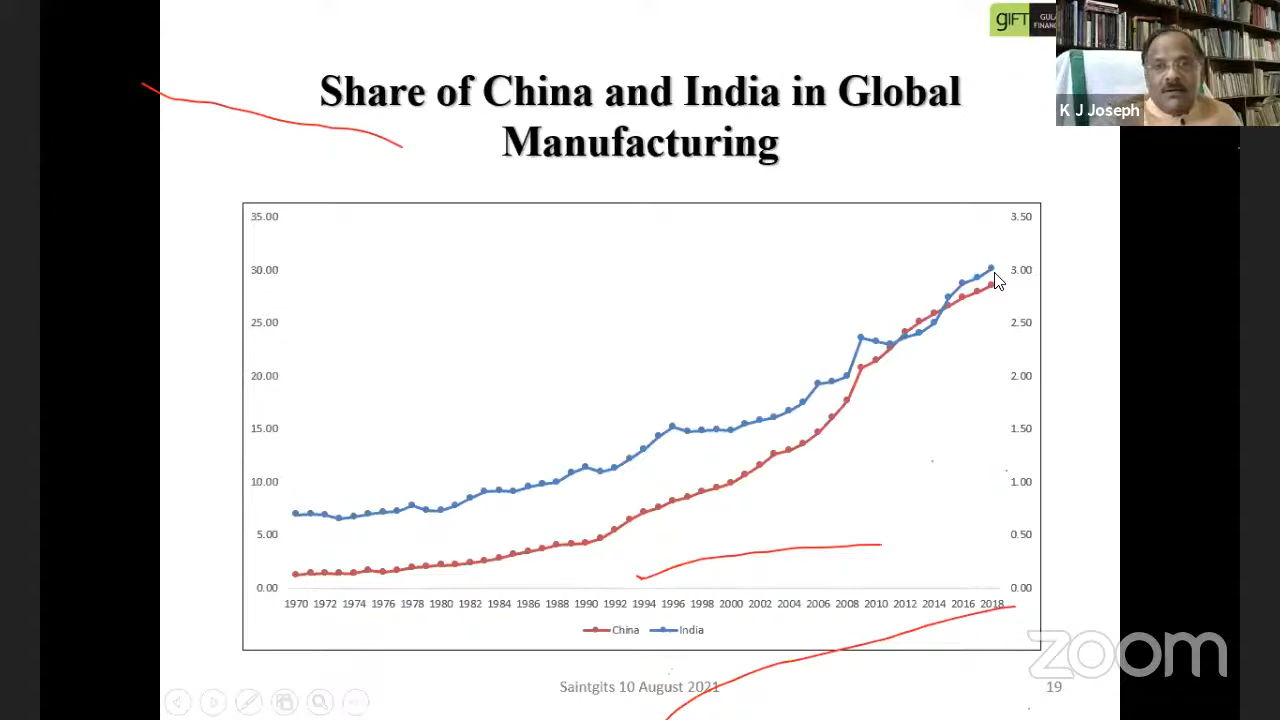 gift GULA
FINANC
K J Joseph
Share of China and India in Global
Manufacturing
35.00
30.00
25.00
20.00
15.00
10.00
5.00
0.00
3.50
3.00
2.50
2.00
1.50
1.00
0.50
0.00
1970 1972 1974 1976 1978 1980 1982 1984 1986 1988 1990 1992 1994 1996 1998 2000 2002 2004 2006 2008 2010 2012 2014 2016 2018
China India
Saintgits 10 August 2021
19
zoom